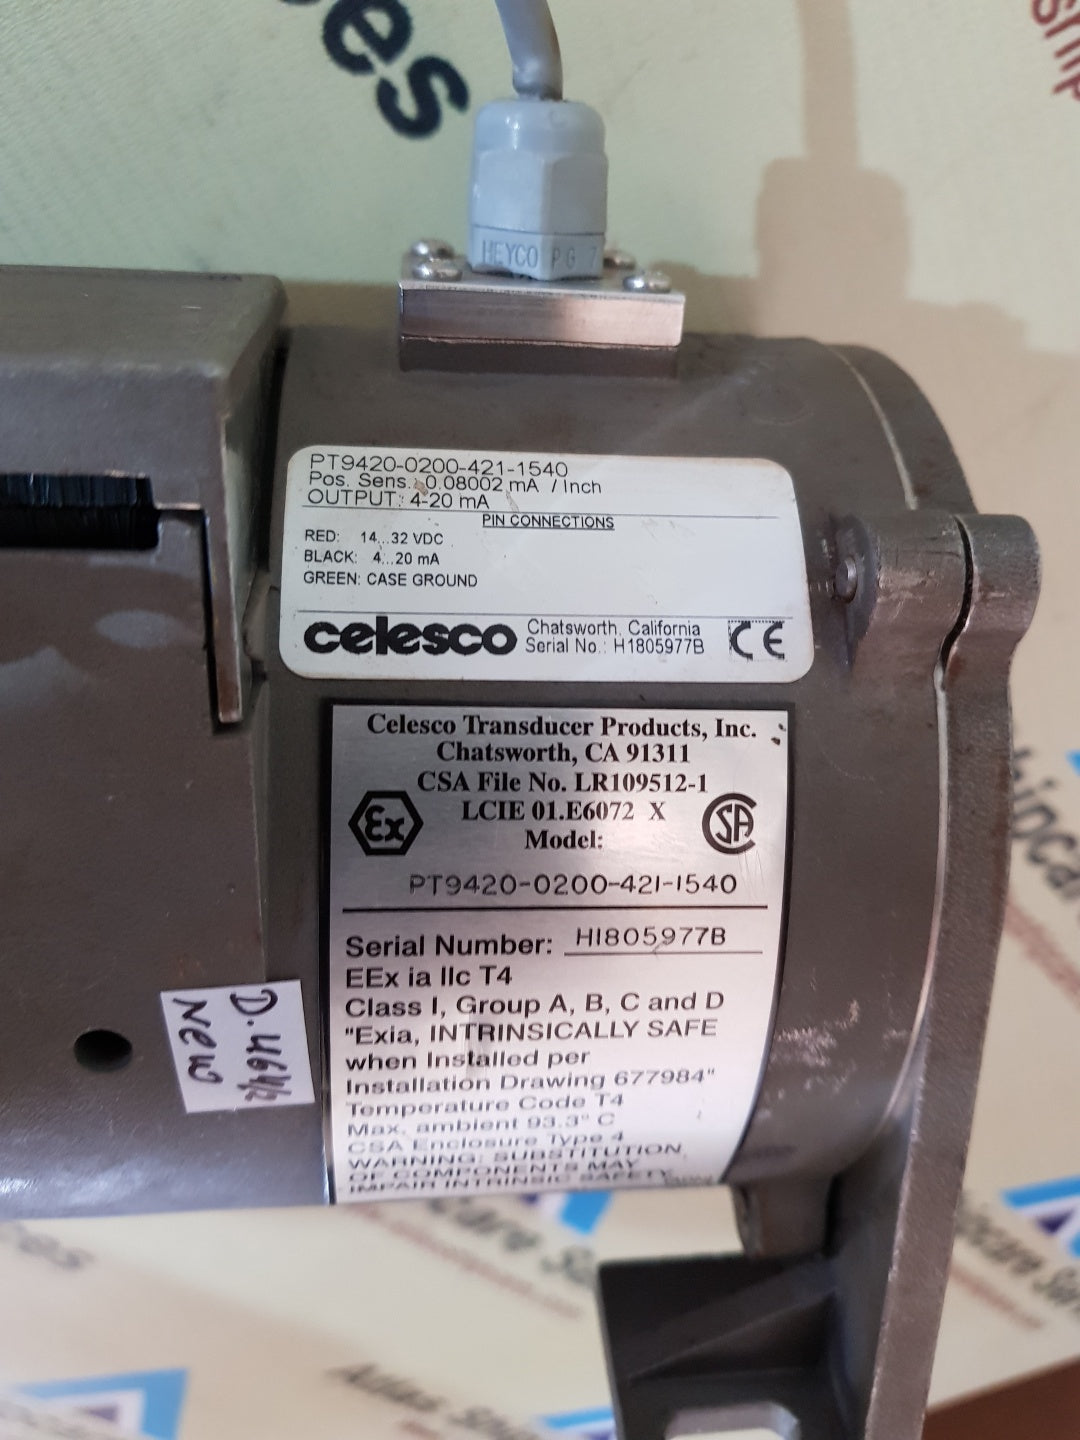 ces
ship
HEYCO PG 7
PT9420-0200-421-1540
Pos. Sens.: 0.08002 mA / Inch
OUTPUT: 4-20 mA
PIN CONNECTIONS
RED: 14...32 VDC
BLACK: 4...20 mA
GREEN: CASE GROUND
celesco
Chatsworth, California
Serial No.: H1805977B
CE
Celesco Transducer Products, Inc.
Chatsworth, CA 91311
CSA File No. LR109512-1
LCIE 01.E6072 X
Ex
SA
Model:
PT9420-0200-421-1540
Serial Number: H1805977B
EEx ia IIc T4
Class I, Group A, B, C and D
"Exia, INTRINSICALLY SAFE
when Installed per
Installation Drawing 677984"
Temperature Code T4
Max. ambient 93.3° C
CSA Enclosure Type 4
WARNING: SUBSTITUTION
OF COMPONENTS MAY
IMPAIR INTRINSIC SAFETY
D.464/2
New